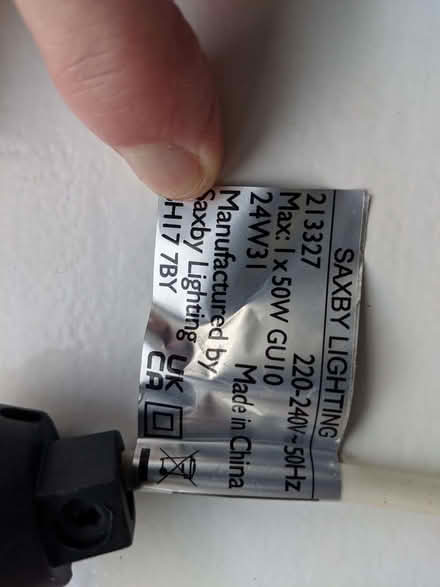 SAXBY LIGHTING
213327 220-240V~50Hz
Max: 1x50W GU10
24W31 Made in China
Manufactured by
Saxby Lighting
H17 7BY
UK
CA